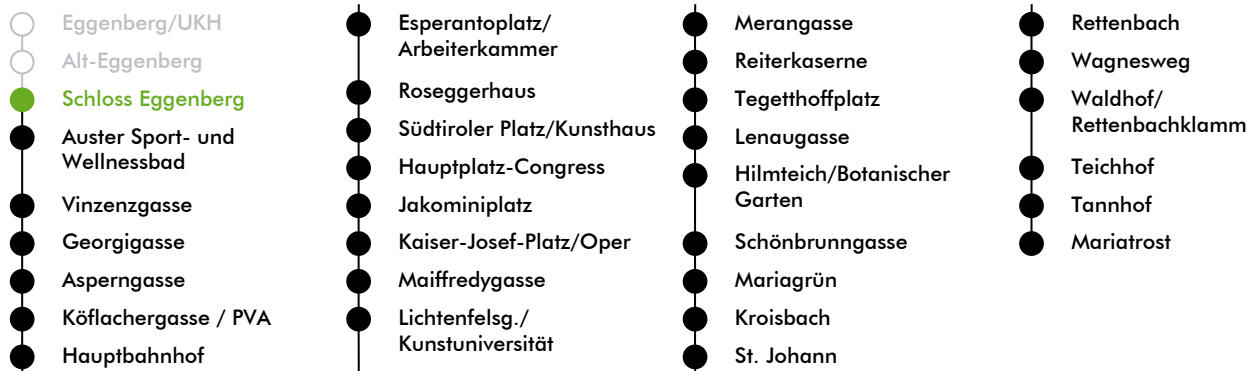 Eggenberg/UKH
Alt-Eggenberg
Schloss Eggenberg
Auster Sport- und
Wellnessbad
Vinzenzgasse
Georgigasse
Asperngasse
Köflachergasse / PVA
Hauptbahnhof
Esperantoplatz/
Arbeiterkammer
Roseggerhaus
Südtiroler Platz/Kunsthaus
Hauptplatz-Congress
Jakominiplatz
Kaiser-Josef-Platz/Oper
Maiffredygasse
Lichtenfelsg./
Kunstuniversität
Merangasse
Reiterkaserne
Tegetthoffplatz
Lenaugasse
Hilmteich/Botanischer
Garten
Schönbrunngasse
Mariagrün
Kroisbach
St. Johann
Rettenbach
Wagnesweg
Waldhof/
Rettenbachklamm
Teichhof
Tannhof
Mariatrost